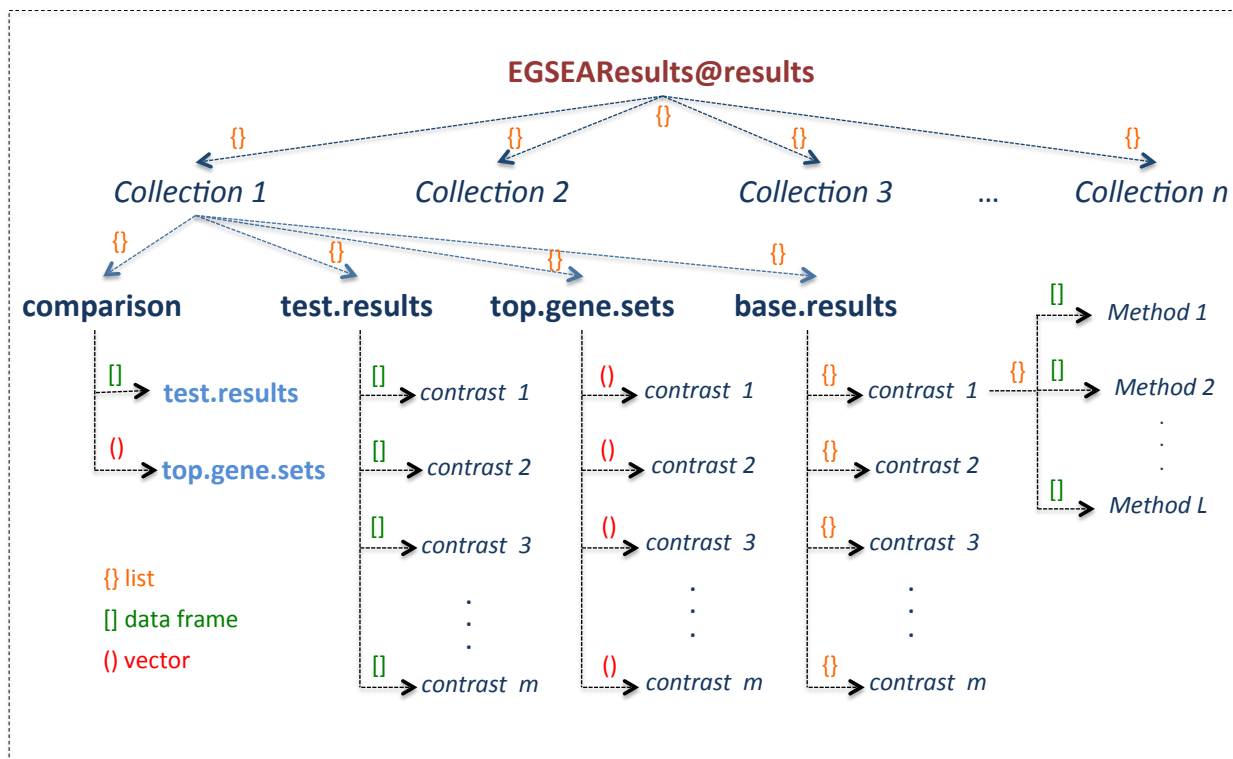 EGSEAResults@results
{} {} {} {} {}
Collection 1 Collection 2 Collection 3 ... Collection n
{} {} {} {}
comparison test.results top.gene.sets base.results
[] Method 1
[] test.results [] contrast 1 () contrast 1 {} contrast 1 {} [] Method 2
.
.
.
() top.gene.sets [] contrast 2 () contrast 2 {} contrast 2
[] Method L
[] contrast 3 () contrast 3 {} contrast 3
{} list
. . .
[] data frame
. . .
. . .
() vector
[] contrast m () contrast m {} contrast m